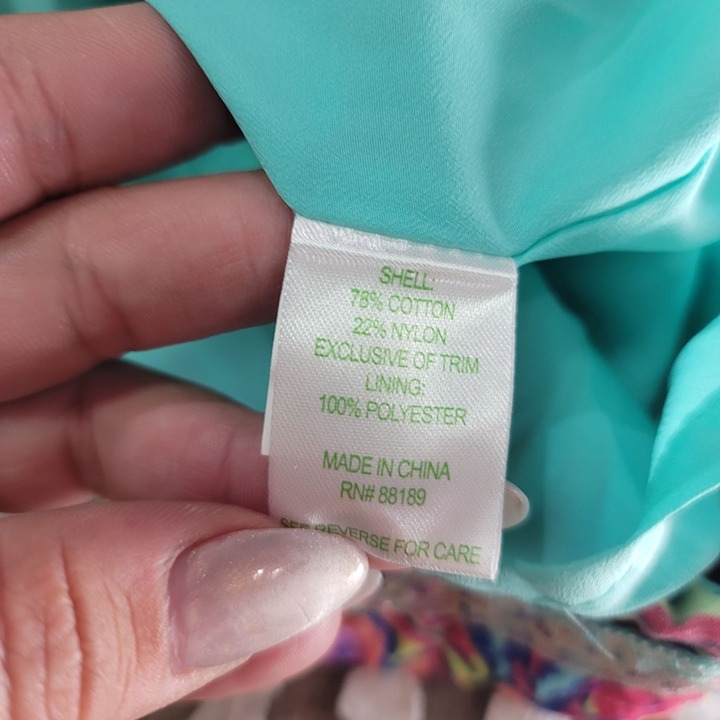 SHELL:
78% COTTON
22% NYLON
EXCLUSIVE OF TRIM
LINING:
100% POLYESTER
MADE IN CHINA
RN# 88189
SEE REVERSE FOR CARE